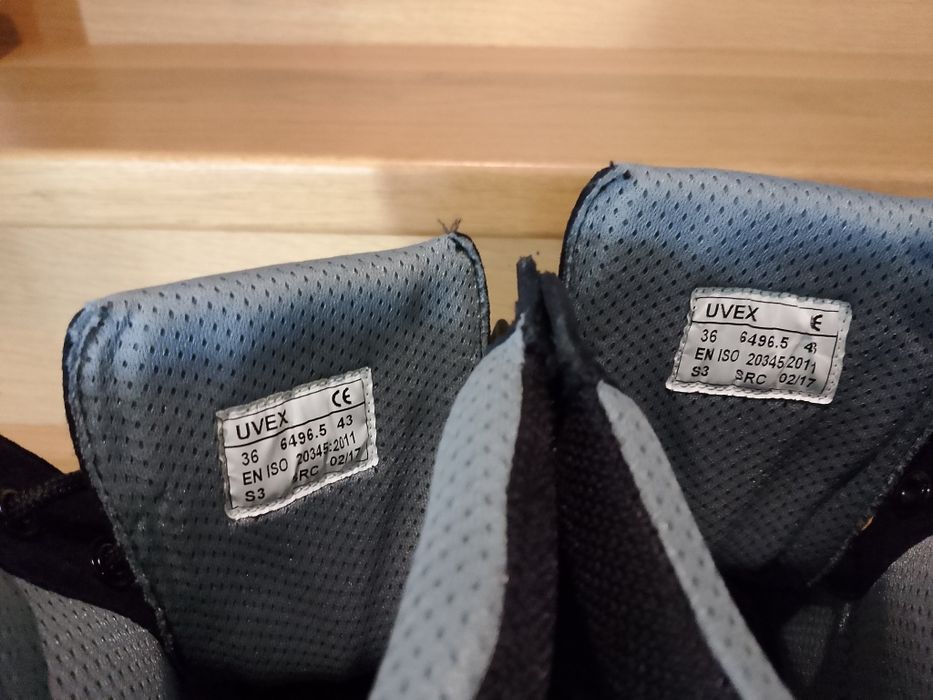 UVEX CE
36 6496.5 43
EN ISO 20345:2011
S3 SRC 02/17
UVEX CE
36 6496.5 43
EN ISO 20345:2011
S3 SRC 02/17